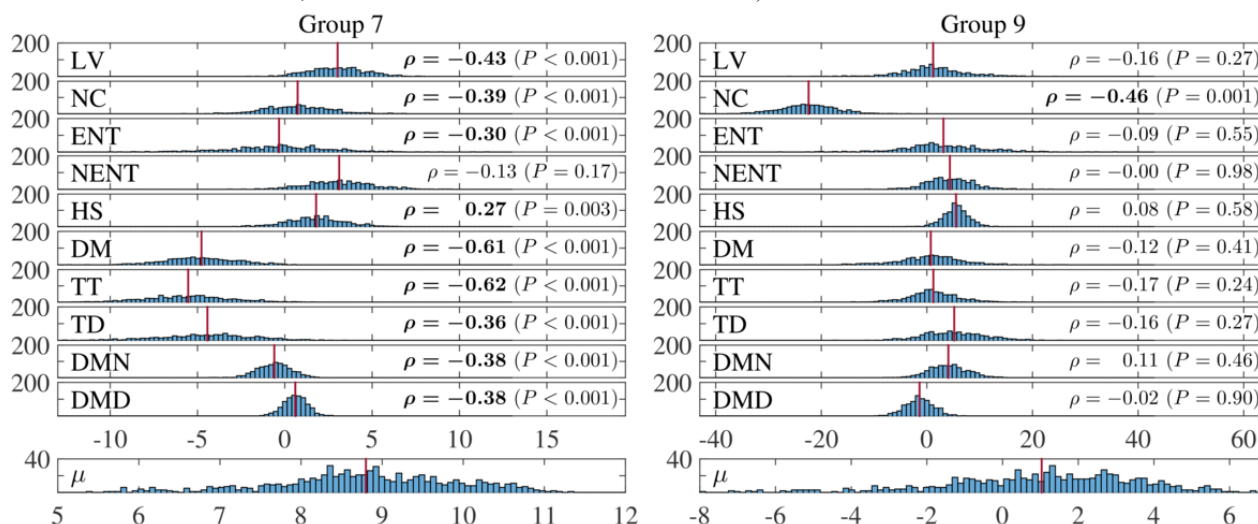 Group 7
200 LV ρ = −0.43 (P < 0.001)
200 NC ρ = −0.39 (P < 0.001)
200 ENT ρ = −0.30 (P < 0.001)
200 NENT ρ = −0.13 (P = 0.17)
200 HS ρ = 0.27 (P = 0.003)
200 DM ρ = −0.61 (P < 0.001)
200 TT ρ = −0.62 (P < 0.001)
200 TD ρ = −0.36 (P < 0.001)
200 DMN ρ = −0.38 (P < 0.001)
200 DMD ρ = −0.38 (P < 0.001)
-10 -5 0 5 10 15
40 μ
5 6 7 8 9 10 11 12
Group 9
200 LV ρ = −0.16 (P = 0.27)
200 NC ρ = −0.46 (P = 0.001)
200 ENT ρ = −0.09 (P = 0.55)
200 NENT ρ = −0.00 (P = 0.98)
200 HS ρ = 0.08 (P = 0.58)
200 DM ρ = −0.12 (P = 0.41)
200 TT ρ = −0.17 (P = 0.24)
200 TD ρ = −0.16 (P = 0.27)
200 DMN ρ = 0.11 (P = 0.46)
200 DMD ρ = −0.02 (P = 0.90)
-40 -20 0 20 40 60
40 μ
-8 -6 -4 -2 0 2 4 6